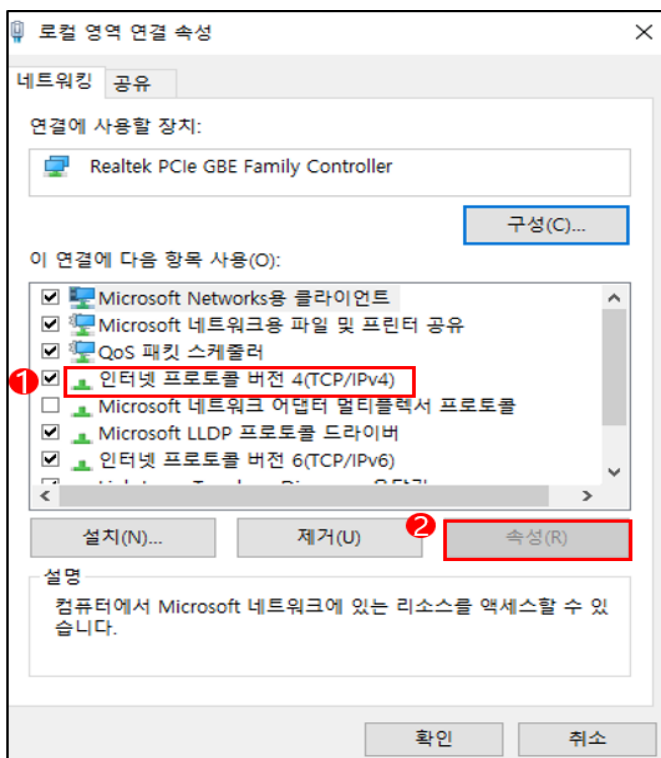 로컬 영역 연결 속성
네트워킹 공유
연결에 사용할 장치:
Realtek PCIe GBE Family Controller
구성(C)...
이 연결에 다음 항목 사용(O):
Microsoft Networks용 클라이언트
Microsoft 네트워크용 파일 및 프린터 공유
QoS 패킷 스케줄러
1 인터넷 프로토콜 버전 4(TCP/IPv4)
Microsoft 네트워크 어댑터 멀티플렉서 프로토콜
Microsoft LLDP 프로토콜 드라이버
인터넷 프로토콜 버전 6(TCP/IPv6)
설치(N)... 제거(U) 2 속성(R)
설명
컴퓨터에서 Microsoft 네트워크에 있는 리소스를 액세스할 수 있
습니다.
확인 취소